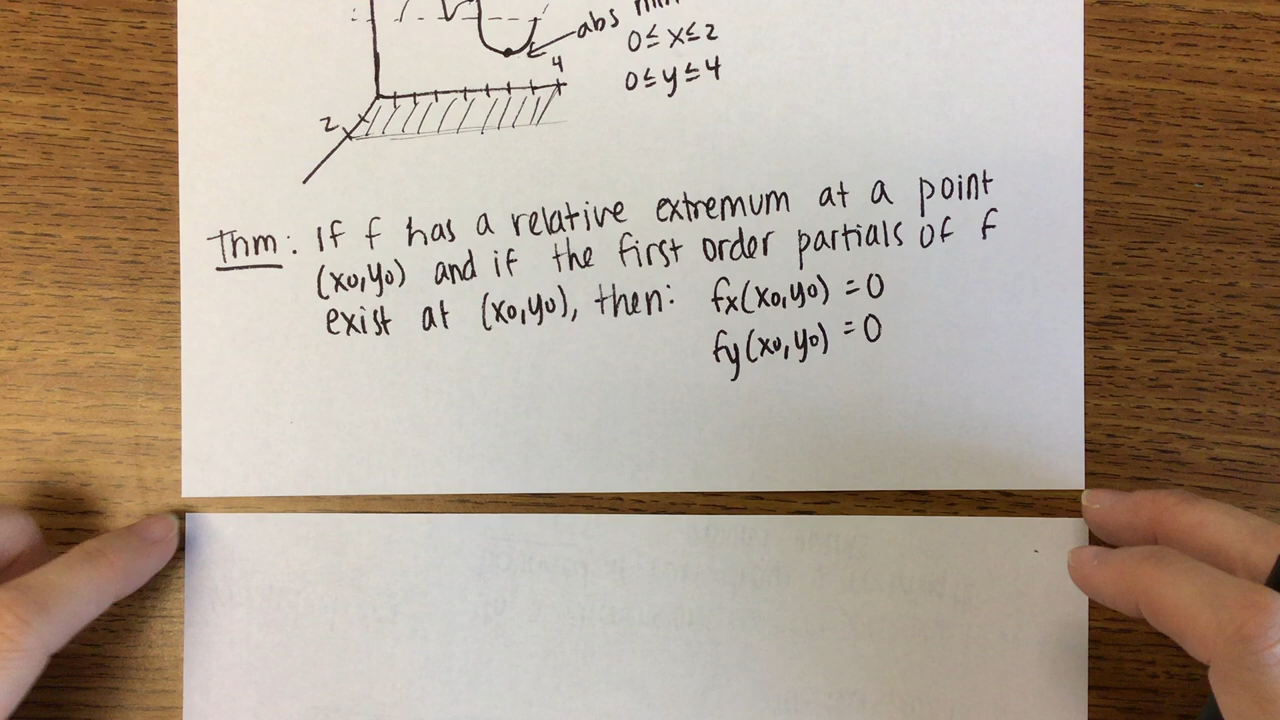 abs
0≤x≤2
0≤y≤4
4
2
Thm: If f has a relative extremum at a point
(x0,y0) and if the first order partials of f
exist at (x0,y0), then: fx(x0,y0) = 0
fy(x0,y0) = 0